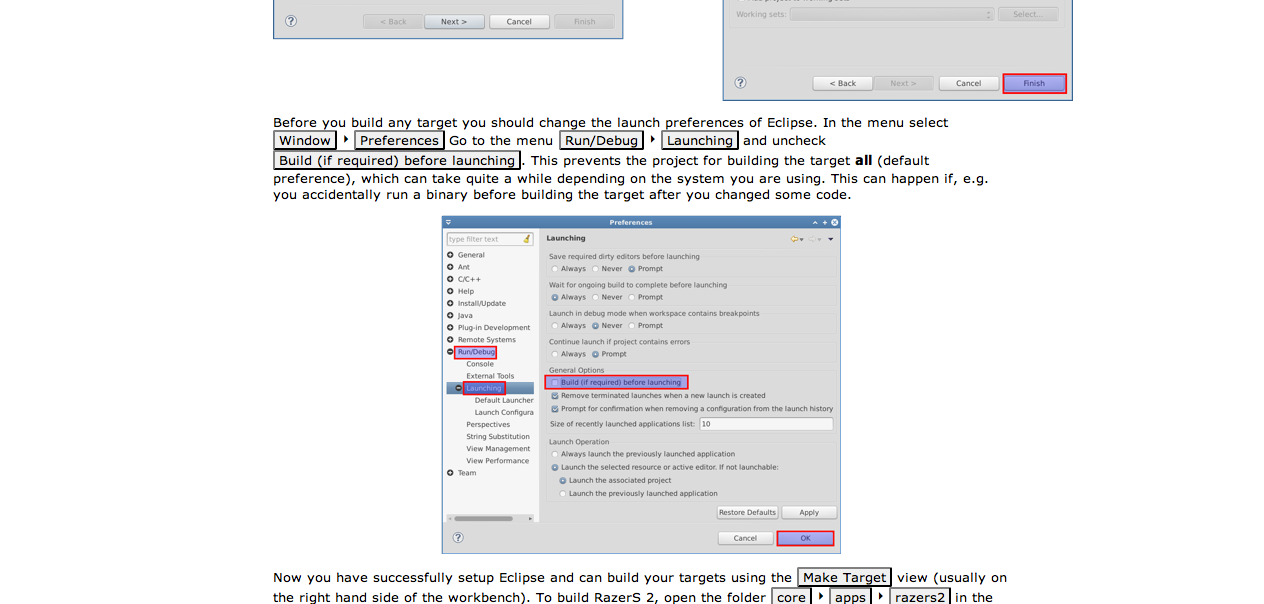 Add project to working sets
Working sets:
Select...
< Back
Next >
Cancel
Finish
< Back
Next >
Cancel
Finish
Before you build any target you should change the launch preferences of Eclipse. In the menu select
Window ‣ Preferences Go to the menu Run/Debug ‣ Launching and uncheck
Build (if required) before launching. This prevents the project for building the target all (default
preference), which can take quite a while depending on the system you are using. This can happen if, e.g.
you accidentally run a binary before building the target after you changed some code.
Preferences
type filter text
General
Ant
C/C++
Help
Install/Update
Java
Plug-in Development
Remote Systems
Run/Debug
Console
External Tools
Launching
Default Launcher
Launch Configura
Perspectives
String Substitution
View Management
View Performance
Team
Launching
Save required dirty editors before launching
Always Never Prompt
Wait for ongoing build to complete before launching
Always Never Prompt
Launch in debug mode when workspace contains breakpoints
Always Never Prompt
Continue launch if project contains errors
Always Prompt
General Options
Build (if required) before launching
Remove terminated launches when a new launch is created
Prompt for confirmation when removing a configuration from the launch history
Size of recently launched applications list: 10
Launch Operation
Always launch the previously launched application
Launch the selected resource or active editor. If not launchable:
Launch the associated project
Launch the previously launched application
Restore Defaults Apply
Cancel OK
Now you have successfully setup Eclipse and can build your targets using the Make Target view (usually on
the right hand side of the workbench). To build RazerS 2, open the folder core ‣ apps ‣ razers2 in the